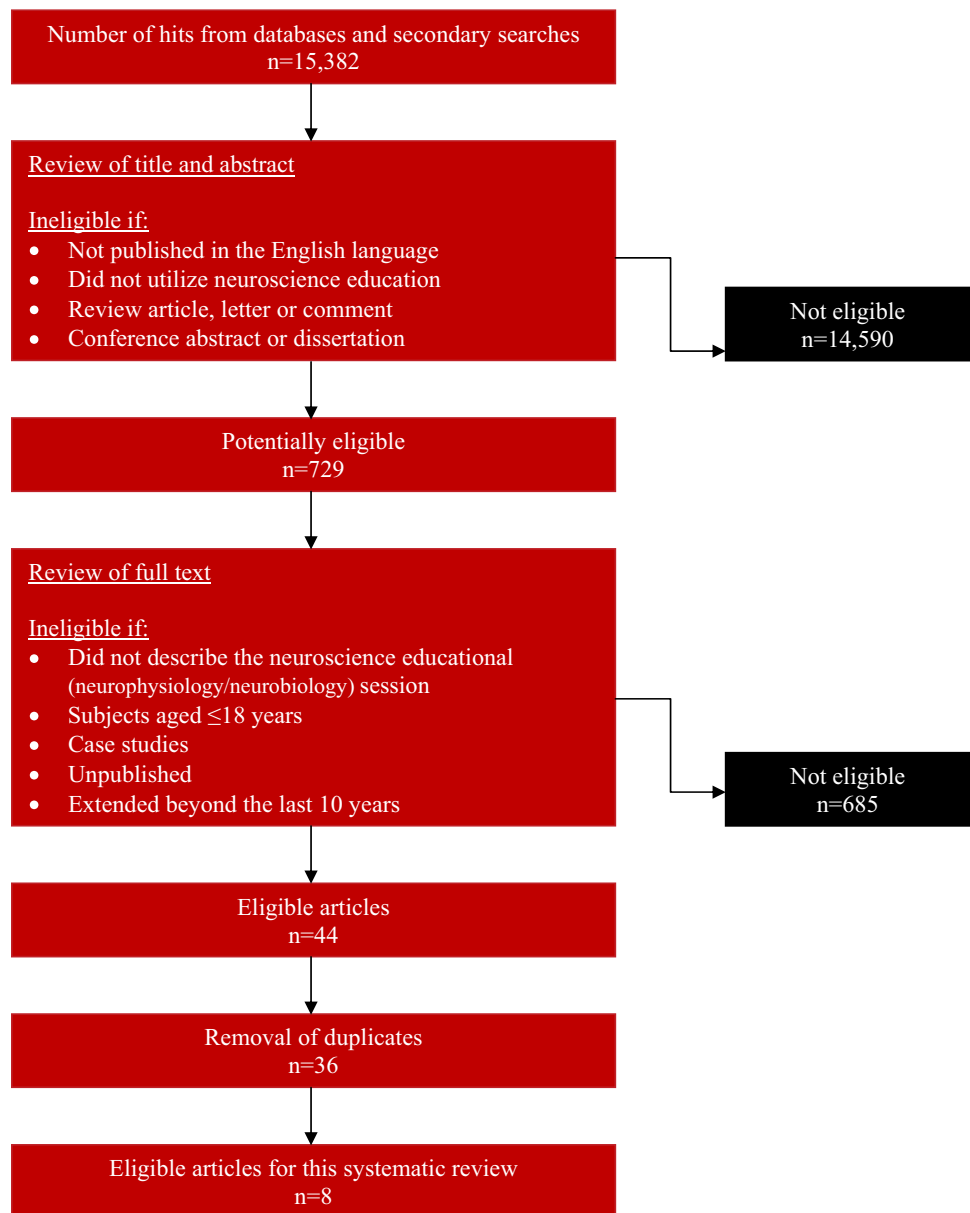 Number of hits from databases and secondary searches
n=15,382
Review of title and abstract
Ineligible if:
• Not published in the English language
• Did not utilize neuroscience education
• Review article, letter or comment
• Conference abstract or dissertation
Not eligible
n=14,590
Potentially eligible
n=729
Review of full text
Ineligible if:
• Did not describe the neuroscience educational
(neurophysiology/neurobiology) session
• Subjects aged ≤18 years
• Case studies
• Unpublished
• Extended beyond the last 10 years
Not eligible
n=685
Eligible articles
n=44
Removal of duplicates
n=36
Eligible articles for this systematic review
n=8